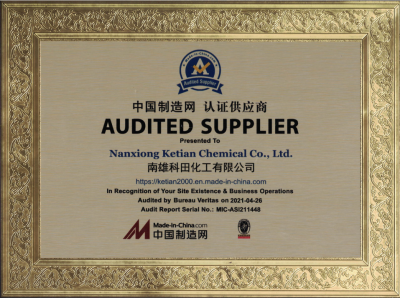 Audited Supplier
中国制造网 认证供应商
AUDITED SUPPLIER
Presented To
Nanxiong Ketian Chemical Co., Ltd.
南雄科田化工有限公司
https://ketian2000.en.made-in-china.com
In Recognition of Your Site Existence & Business Operations
Audited by Bureau Veritas on 2021-04-26
Audit Report Serial No.: MIC-ASI211448
Made-in-China.com
中国制造网